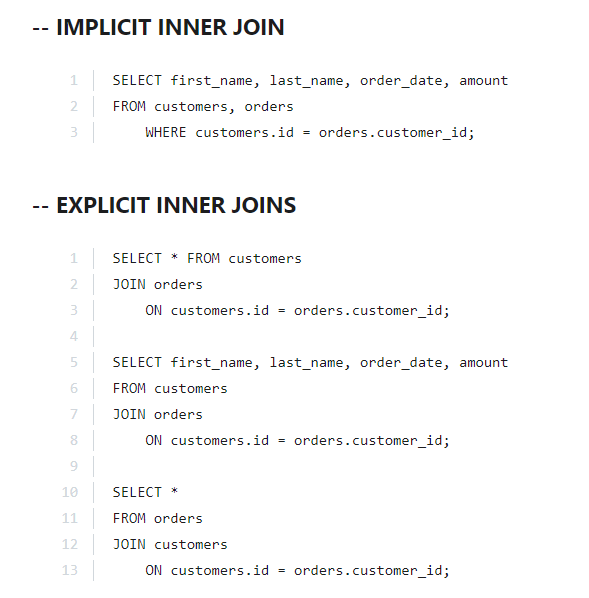 -- IMPLICIT INNER JOIN
1 SELECT first_name, last_name, order_date, amount
2 FROM customers, orders
3     WHERE customers.id = orders.customer_id;
-- EXPLICIT INNER JOINS
1 SELECT * FROM customers
2 JOIN orders
3     ON customers.id = orders.customer_id;
4
5 SELECT first_name, last_name, order_date, amount
6 FROM customers
7 JOIN orders
8     ON customers.id = orders.customer_id;
9
10 SELECT *
11 FROM orders
12 JOIN customers
13     ON customers.id = orders.customer_id;